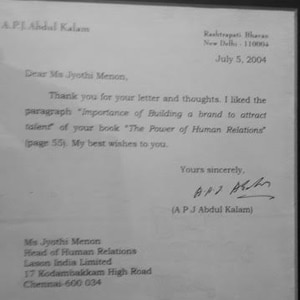 A P J Abdul Kalam
Rashtrapati Bhavan
New Delhi - 110004
July 5, 2004
Dear Ms Jyothi Menon,
Thank you for your letter and thoughts. I liked the
paragraph "Importance of Building a brand to attract
talent" of your book "The Power of Human Relations"
(page 55). My best wishes to you.
Yours sincerely,
A P J Abdul Kalam
(A P J Abdul Kalam)
Ms Jyothi Menon
Head of Human Relations
Lason India Limited
17 Kodambakkam High Road
Chennai-600 034